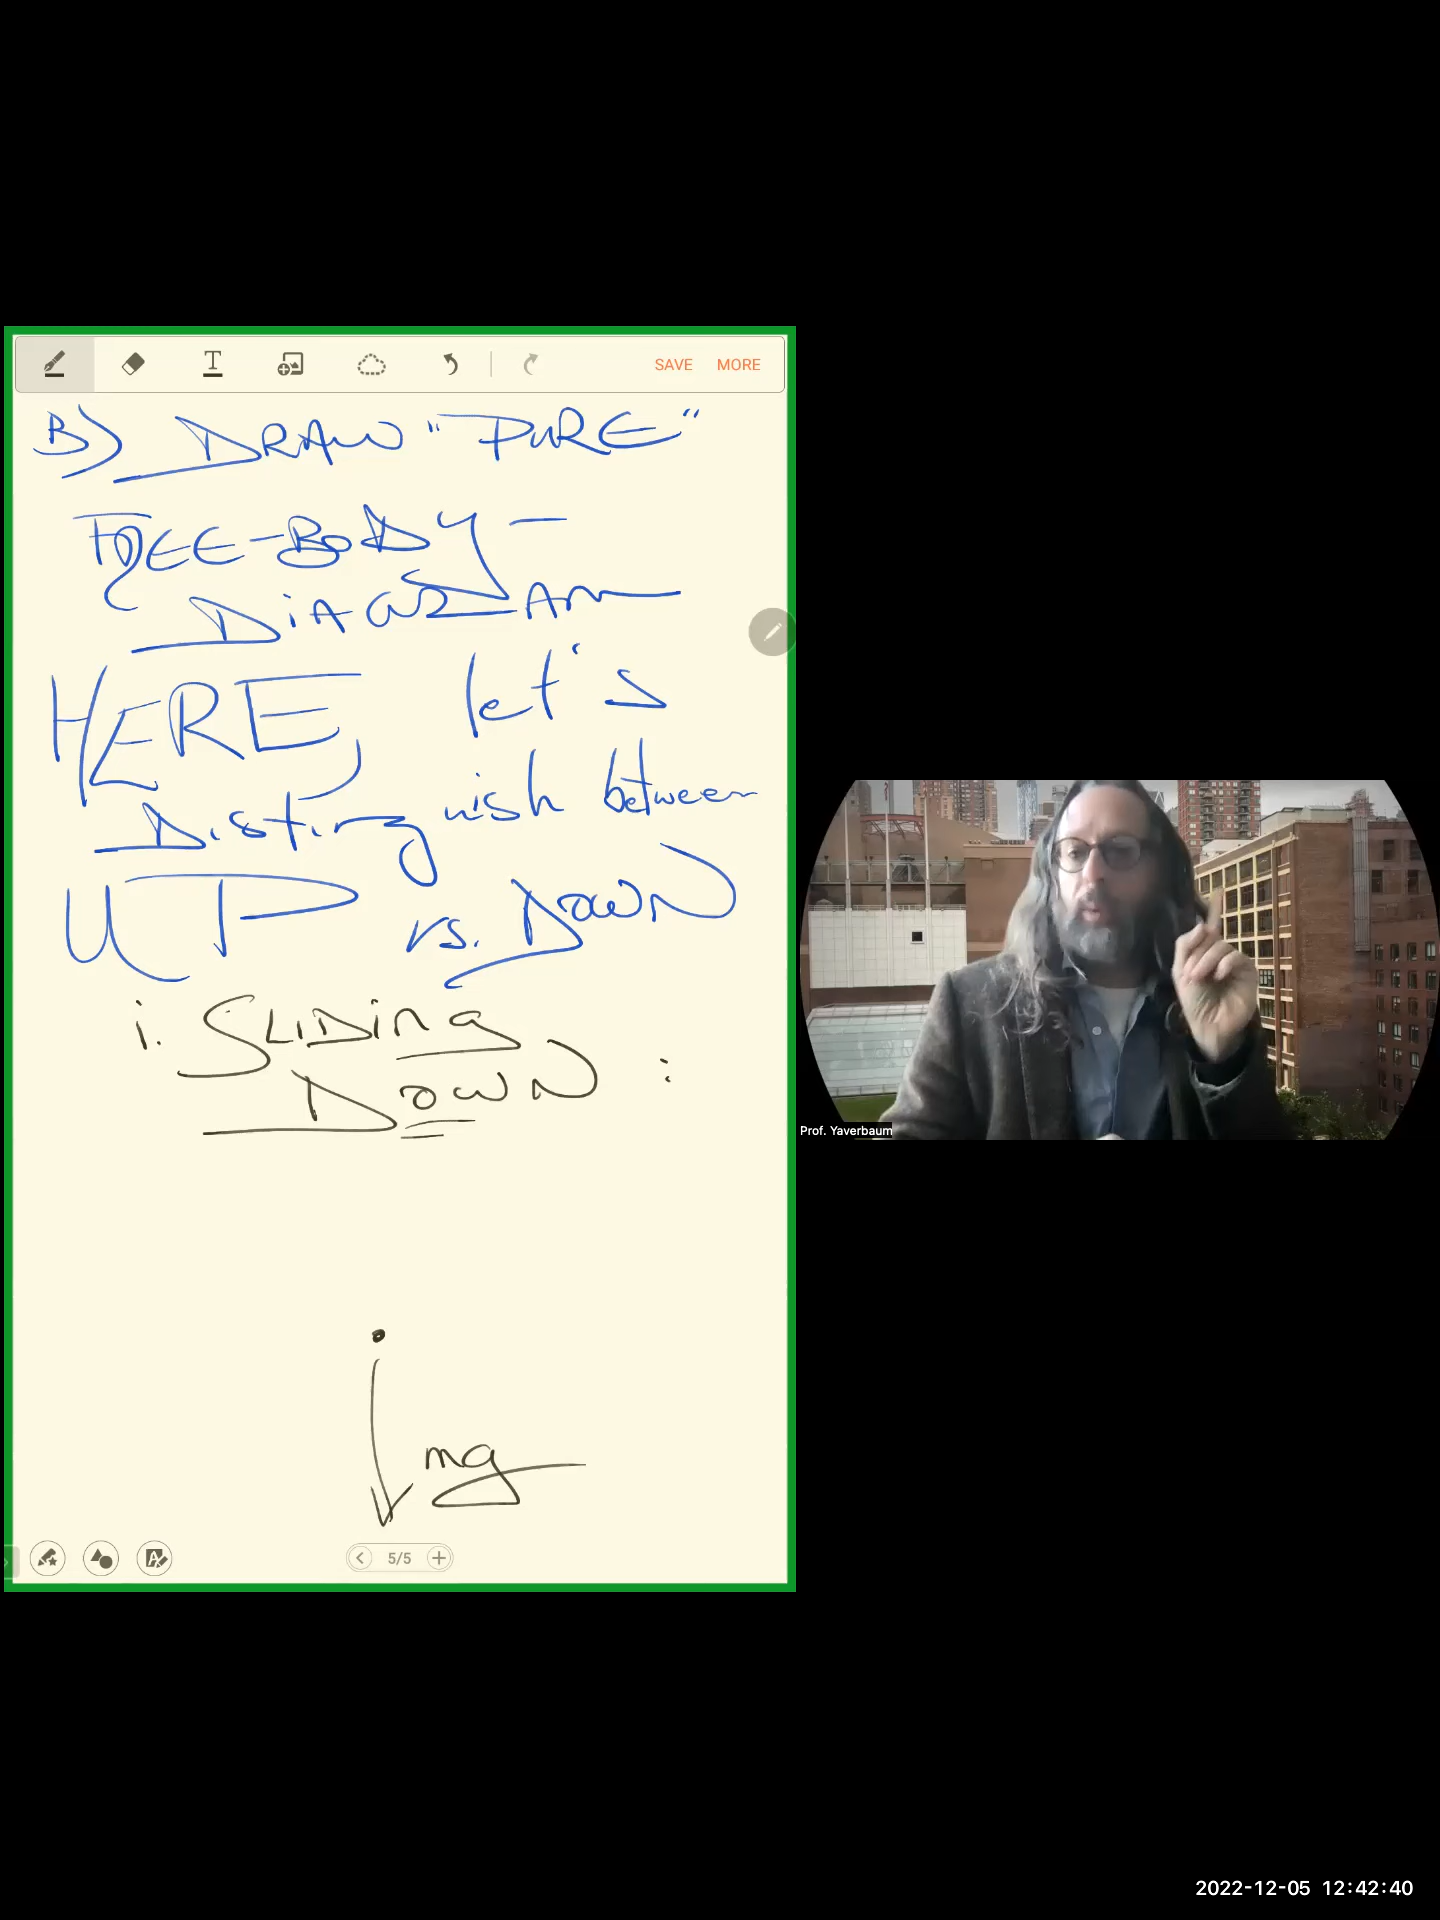 T
SAVE
MORE
B) DRAW "PURE"
FREE-BODY-
DIAGRAM
HERE, let's
Distinguish between
UP vs. DOWN
i. SLIDING
DOWN :
mg
A
5/5
Prof. Yaverbaum
2022-12-05 12:42:40